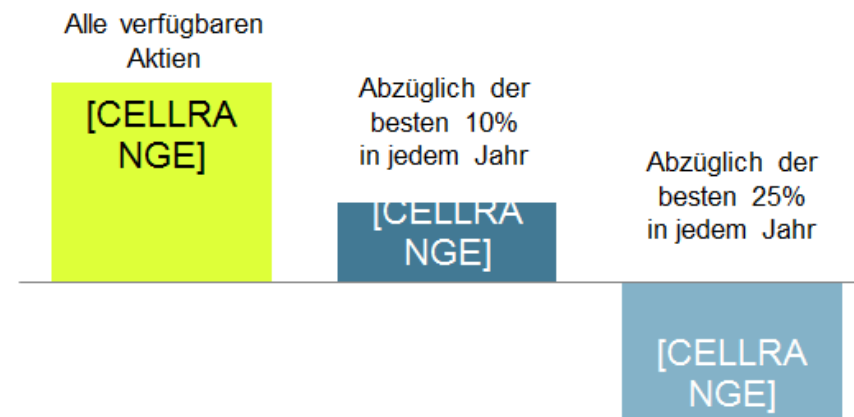 Alle verfügbaren
Aktien
[CELLRA
NGE]
Abzüglich der
besten 10%
in jedem Jahr
[CELLRA
NGE]
Abzüglich der
besten 25%
in jedem Jahr
[CELLRA
NGE]